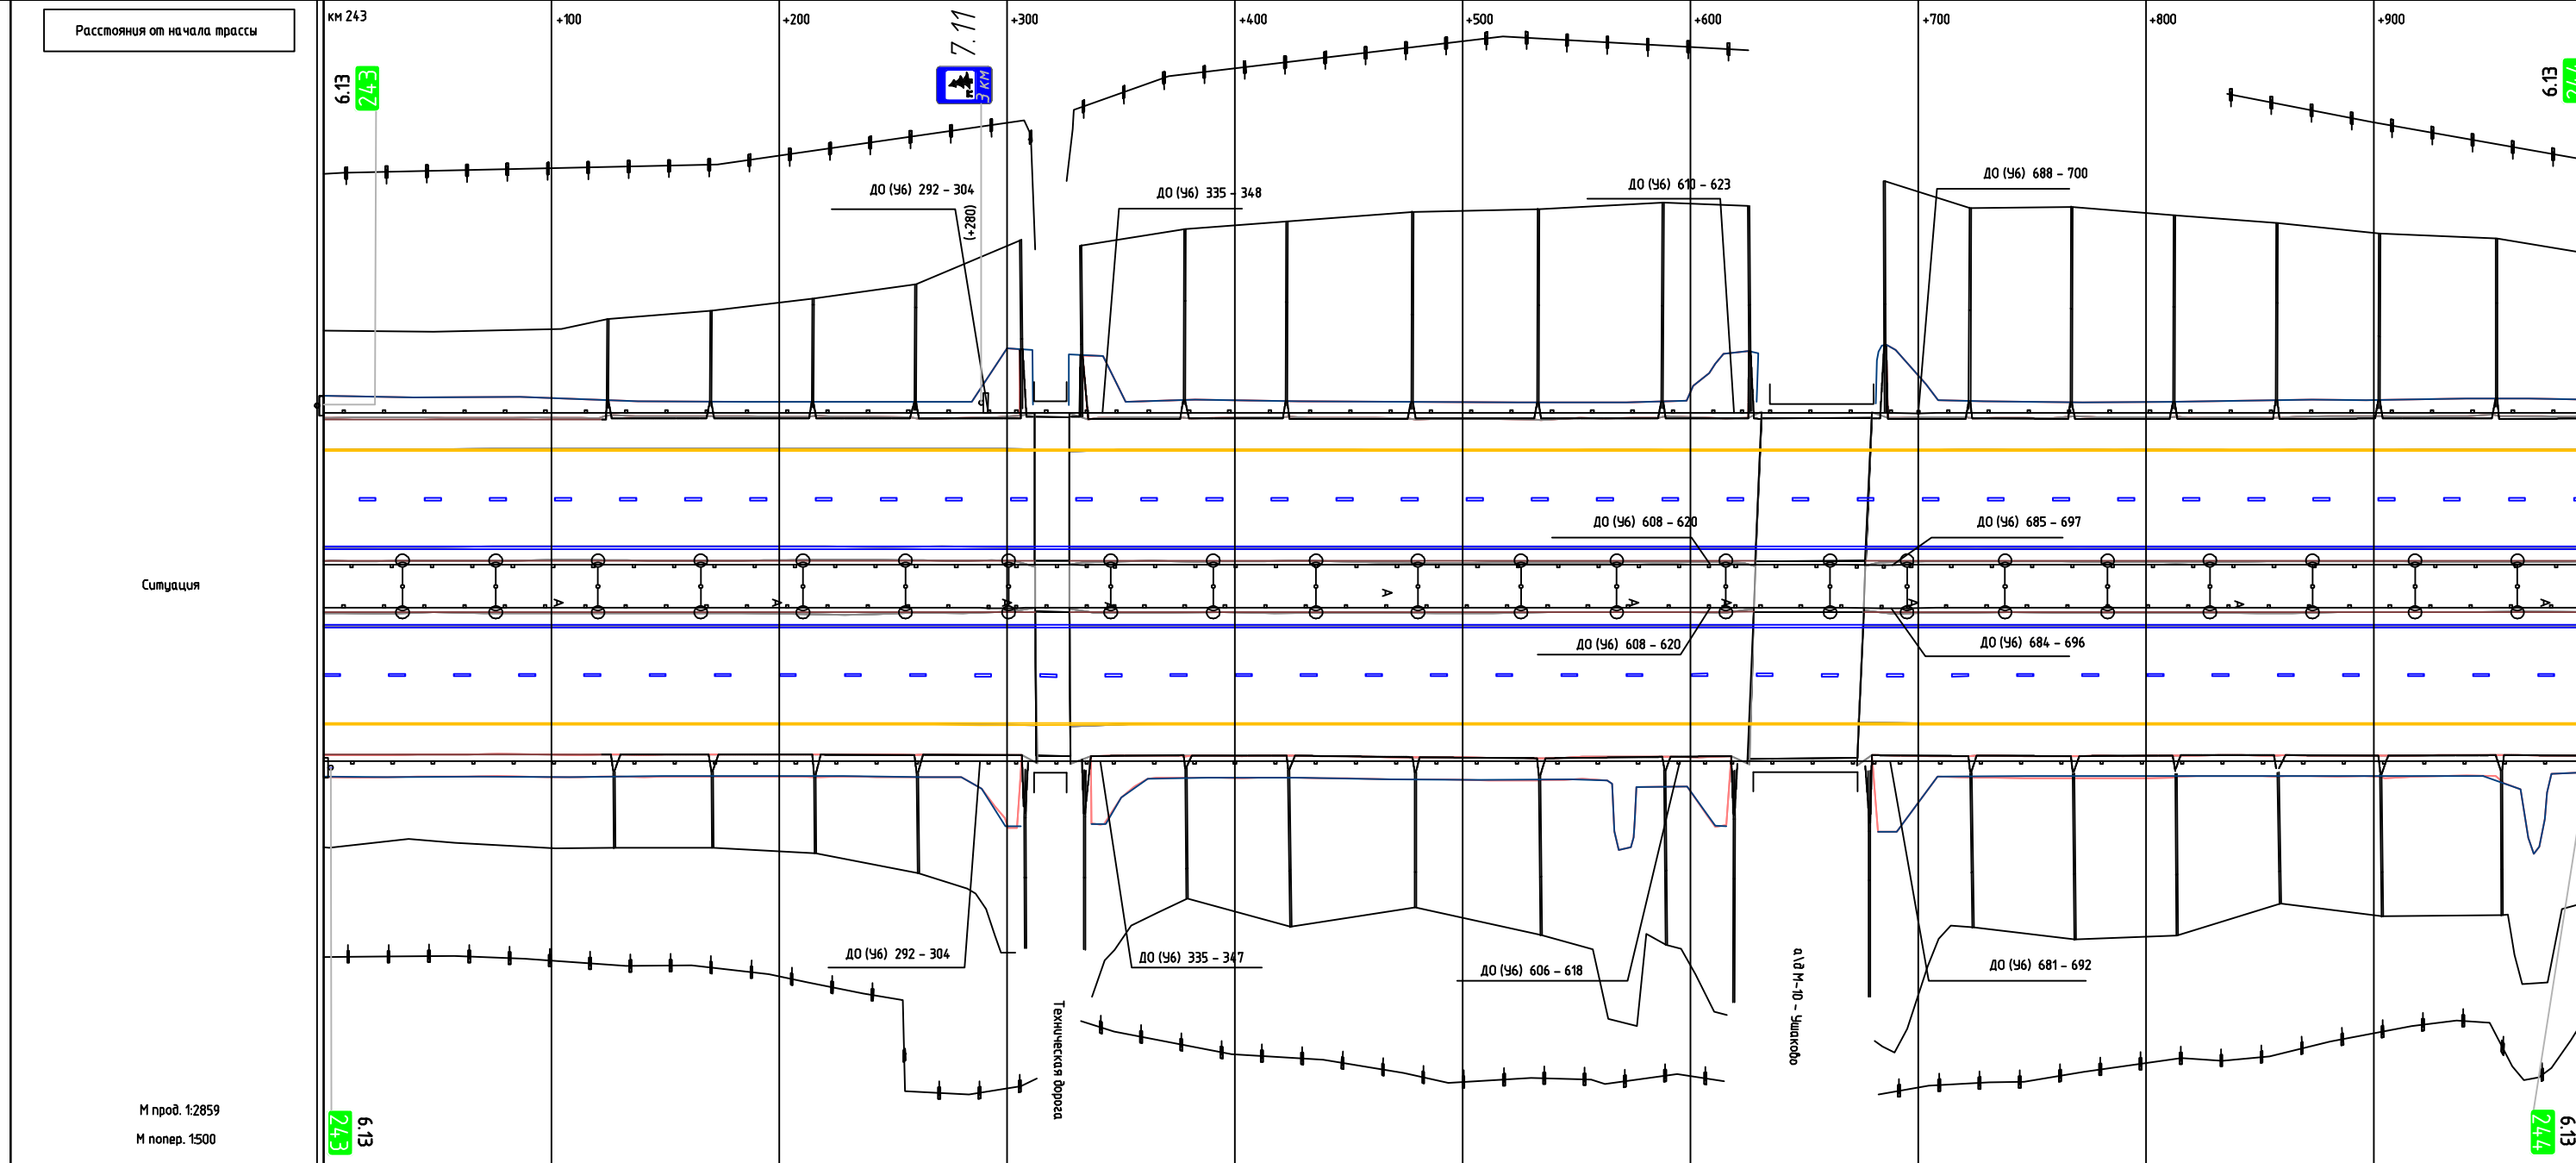 Расстояния от начала трассы
км 243
+100
+200
+300
+400
+500
+600
+700
+800
+900
7.11
3 км
6.13
243
6.13
ДО (У6) 292 - 304
(+280)
ДО (У6) 335 - 348
ДО (У6) 610 - 623
ДО (У6) 688 - 700
ДО (У6) 608 - 620
ДО (У6) 685 - 697
Ситуация
А
А
А
А
А
А
А
А
А
А
ДО (У6) 608 - 620
ДО (У6) 684 - 696
ДО (У6) 292 - 304
ДО (У6) 335 - 347
ДО (У6) 606 - 618
ДО (У6) 681 - 692
Техническая дорога
а\д М-10 - Ушаково
М прод. 1:2859
М попер. 1:500
243
6.13
244
6.13